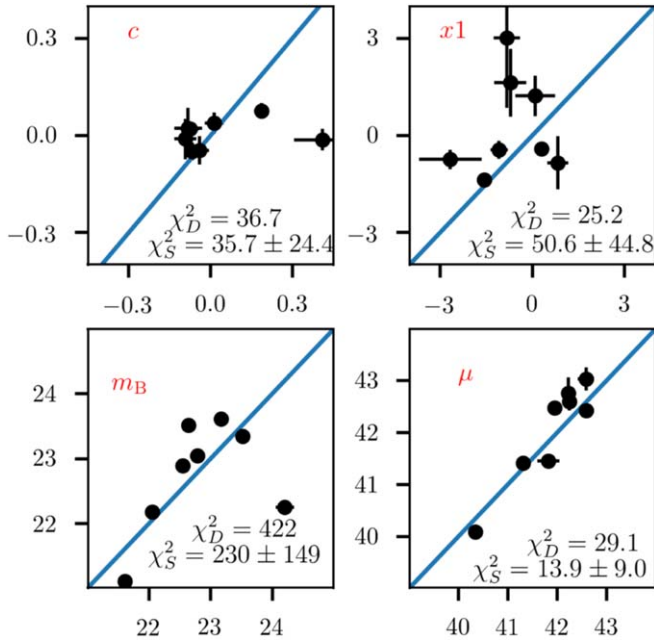 c
0.3
0.0
−0.3
χ²_D = 36.7
χ²_S = 35.7 ± 24.4
−0.3 0.0 0.3
x1
3
0
−3
χ²_D = 25.2
χ²_S = 50.6 ± 44.8
−3 0 3
m_B
24
23
22
χ²_D = 422
χ²_S = 230 ± 149
22 23 24
μ
43
42
41
40
χ²_D = 29.1
χ²_S = 13.9 ± 9.0
40 41 42 43